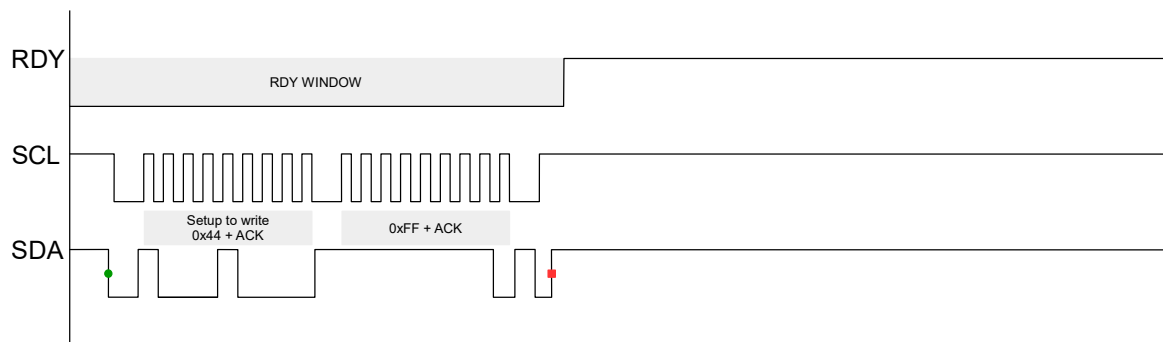 RDY
RDY WINDOW
SCL
Setup to write
0x44 + ACK
0xFF + ACK
SDA